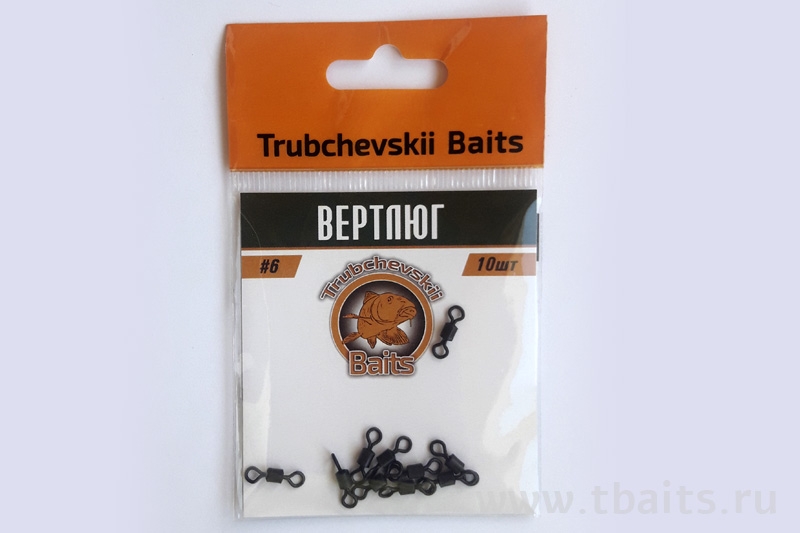 Trubchevskii Baits
ВЕРТЛЮГ
#6
10шт
Trubchevskii
Baits
www.tbaits.ru